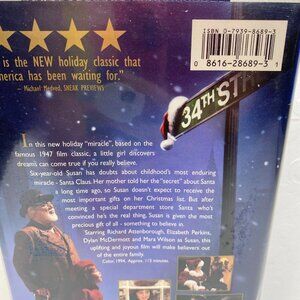 ISBN 0-7939-8689-3
0 8616-28689-3 1
is the NEW holiday classic that
merica has been waiting for."
- Michael Medved, SNEAK PREVIEWS
34TH ST
In this new holiday "miracle", based on the
famous 1947 film classic, a little girl discovers
dreams can come true if you really believe.
Six-year-old Susan has doubts about childhood's most enduring
miracle - Santa Claus. Her mother told her the "secret" about Santa
a long time ago, so Susan doesn't expect to receive the
most important gifts on her Christmas list. But after
meeting a special department store Santa who's
convinced he's the real thing, Susan is given the most
precious gift of all - something to believe in.
Starring Richard Attenborough, Elizabeth Perkins,
Dylan McDermott and Mara Wilson as Susan, this
uplifting and joyous film will make believers out
of the entire family.
Color. 1994. Approx. 113 minutes.